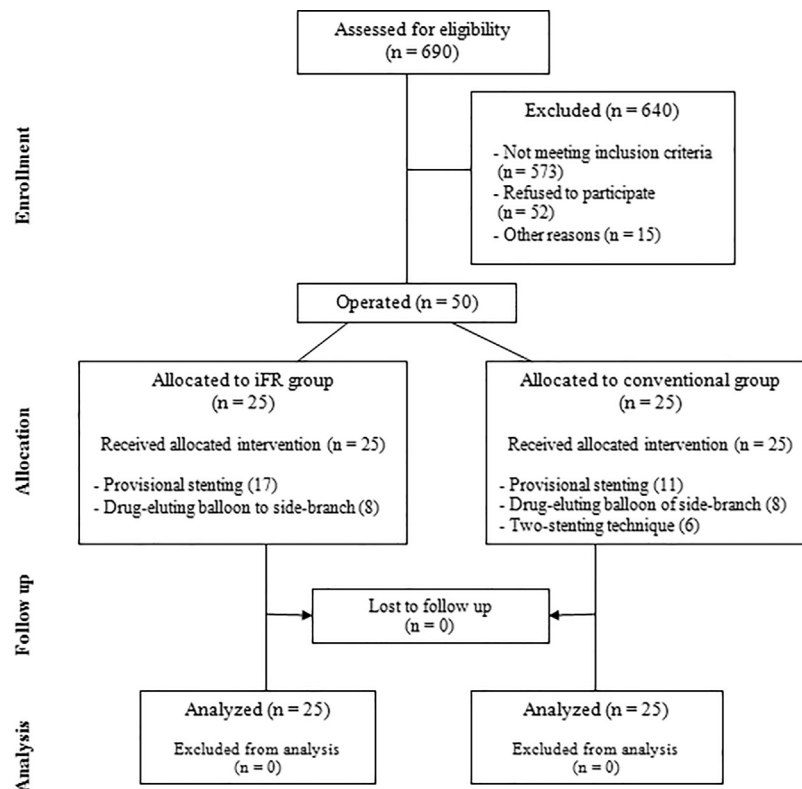 Assessed for eligibility
(n = 690)
Enrollment
Excluded (n = 640)
- Not meeting inclusion criteria
(n = 573)
- Refused to participate
(n = 52)
- Other reasons (n = 15)
Operated (n = 50)
Allocation
Allocated to iFR group
(n = 25)
Received allocated intervention (n = 25)
- Provisional stenting (17)
- Drug-eluting balloon to side-branch (8)
Allocated to conventional group
(n = 25)
Received allocated intervention (n = 25)
- Provisional stenting (11)
- Drug-eluting balloon of side-branch (8)
- Two-stenting technique (6)
Follow up
Lost to follow up
(n = 0)
Analysis
Analyzed (n = 25)
Excluded from analysis
(n = 0)
Analyzed (n = 25)
Excluded from analysis
(n = 0)